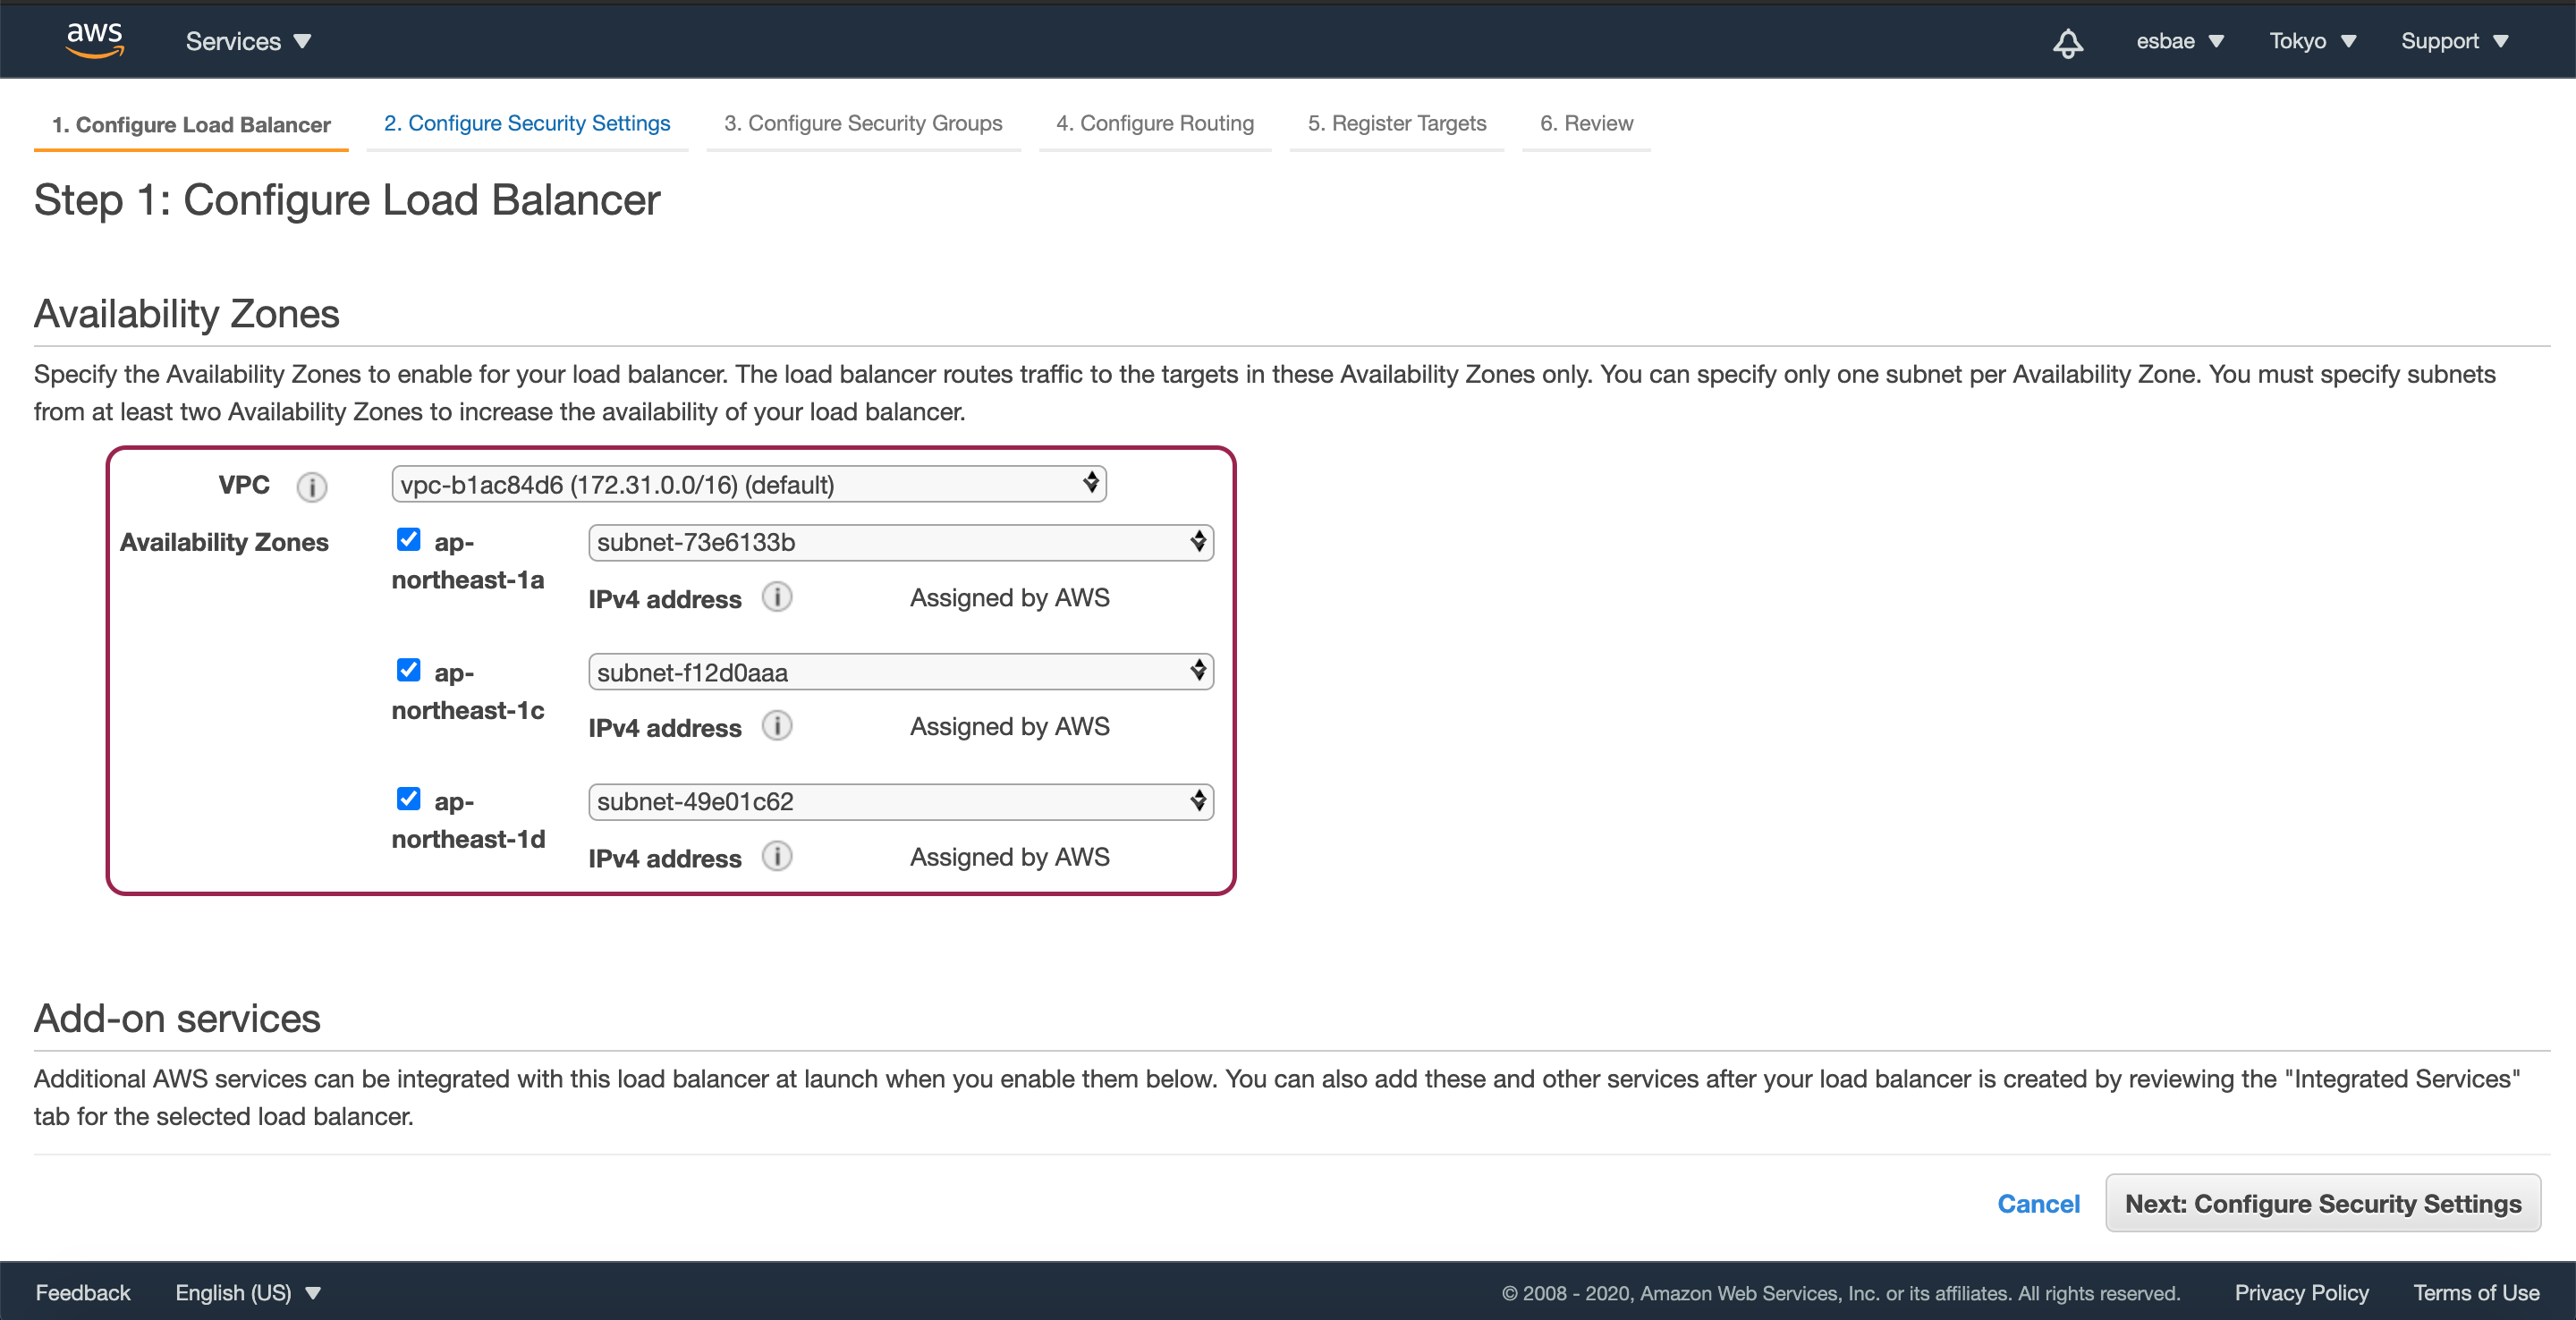 aws Services esbae Tokyo Support
1. Configure Load Balancer 2. Configure Security Settings 3. Configure Security Groups 4. Configure Routing 5. Register Targets 6. Review
Step 1: Configure Load Balancer
Availability Zones
Specify the Availability Zones to enable for your load balancer. The load balancer routes traffic to the targets in these Availability Zones only. You can specify only one subnet per Availability Zone. You must specify subnets
from at least two Availability Zones to increase the availability of your load balancer.
VPC i vpc-b1ac84d6 (172.31.0.0/16) (default)
Availability Zones ap- subnet-73e6133b
northeast-1a
IPv4 address i Assigned by AWS
ap- subnet-f12d0aaa
northeast-1c
IPv4 address i Assigned by AWS
ap- subnet-49e01c62
northeast-1d
IPv4 address i Assigned by AWS
Add-on services
Additional AWS services can be integrated with this load balancer at launch when you enable them below. You can also add these and other services after your load balancer is created by reviewing the "Integrated Services"
tab for the selected load balancer.
Cancel Next: Configure Security Settings
Feedback English (US) © 2008 - 2020, Amazon Web Services, Inc. or its affiliates. All rights reserved. Privacy Policy Terms of Use